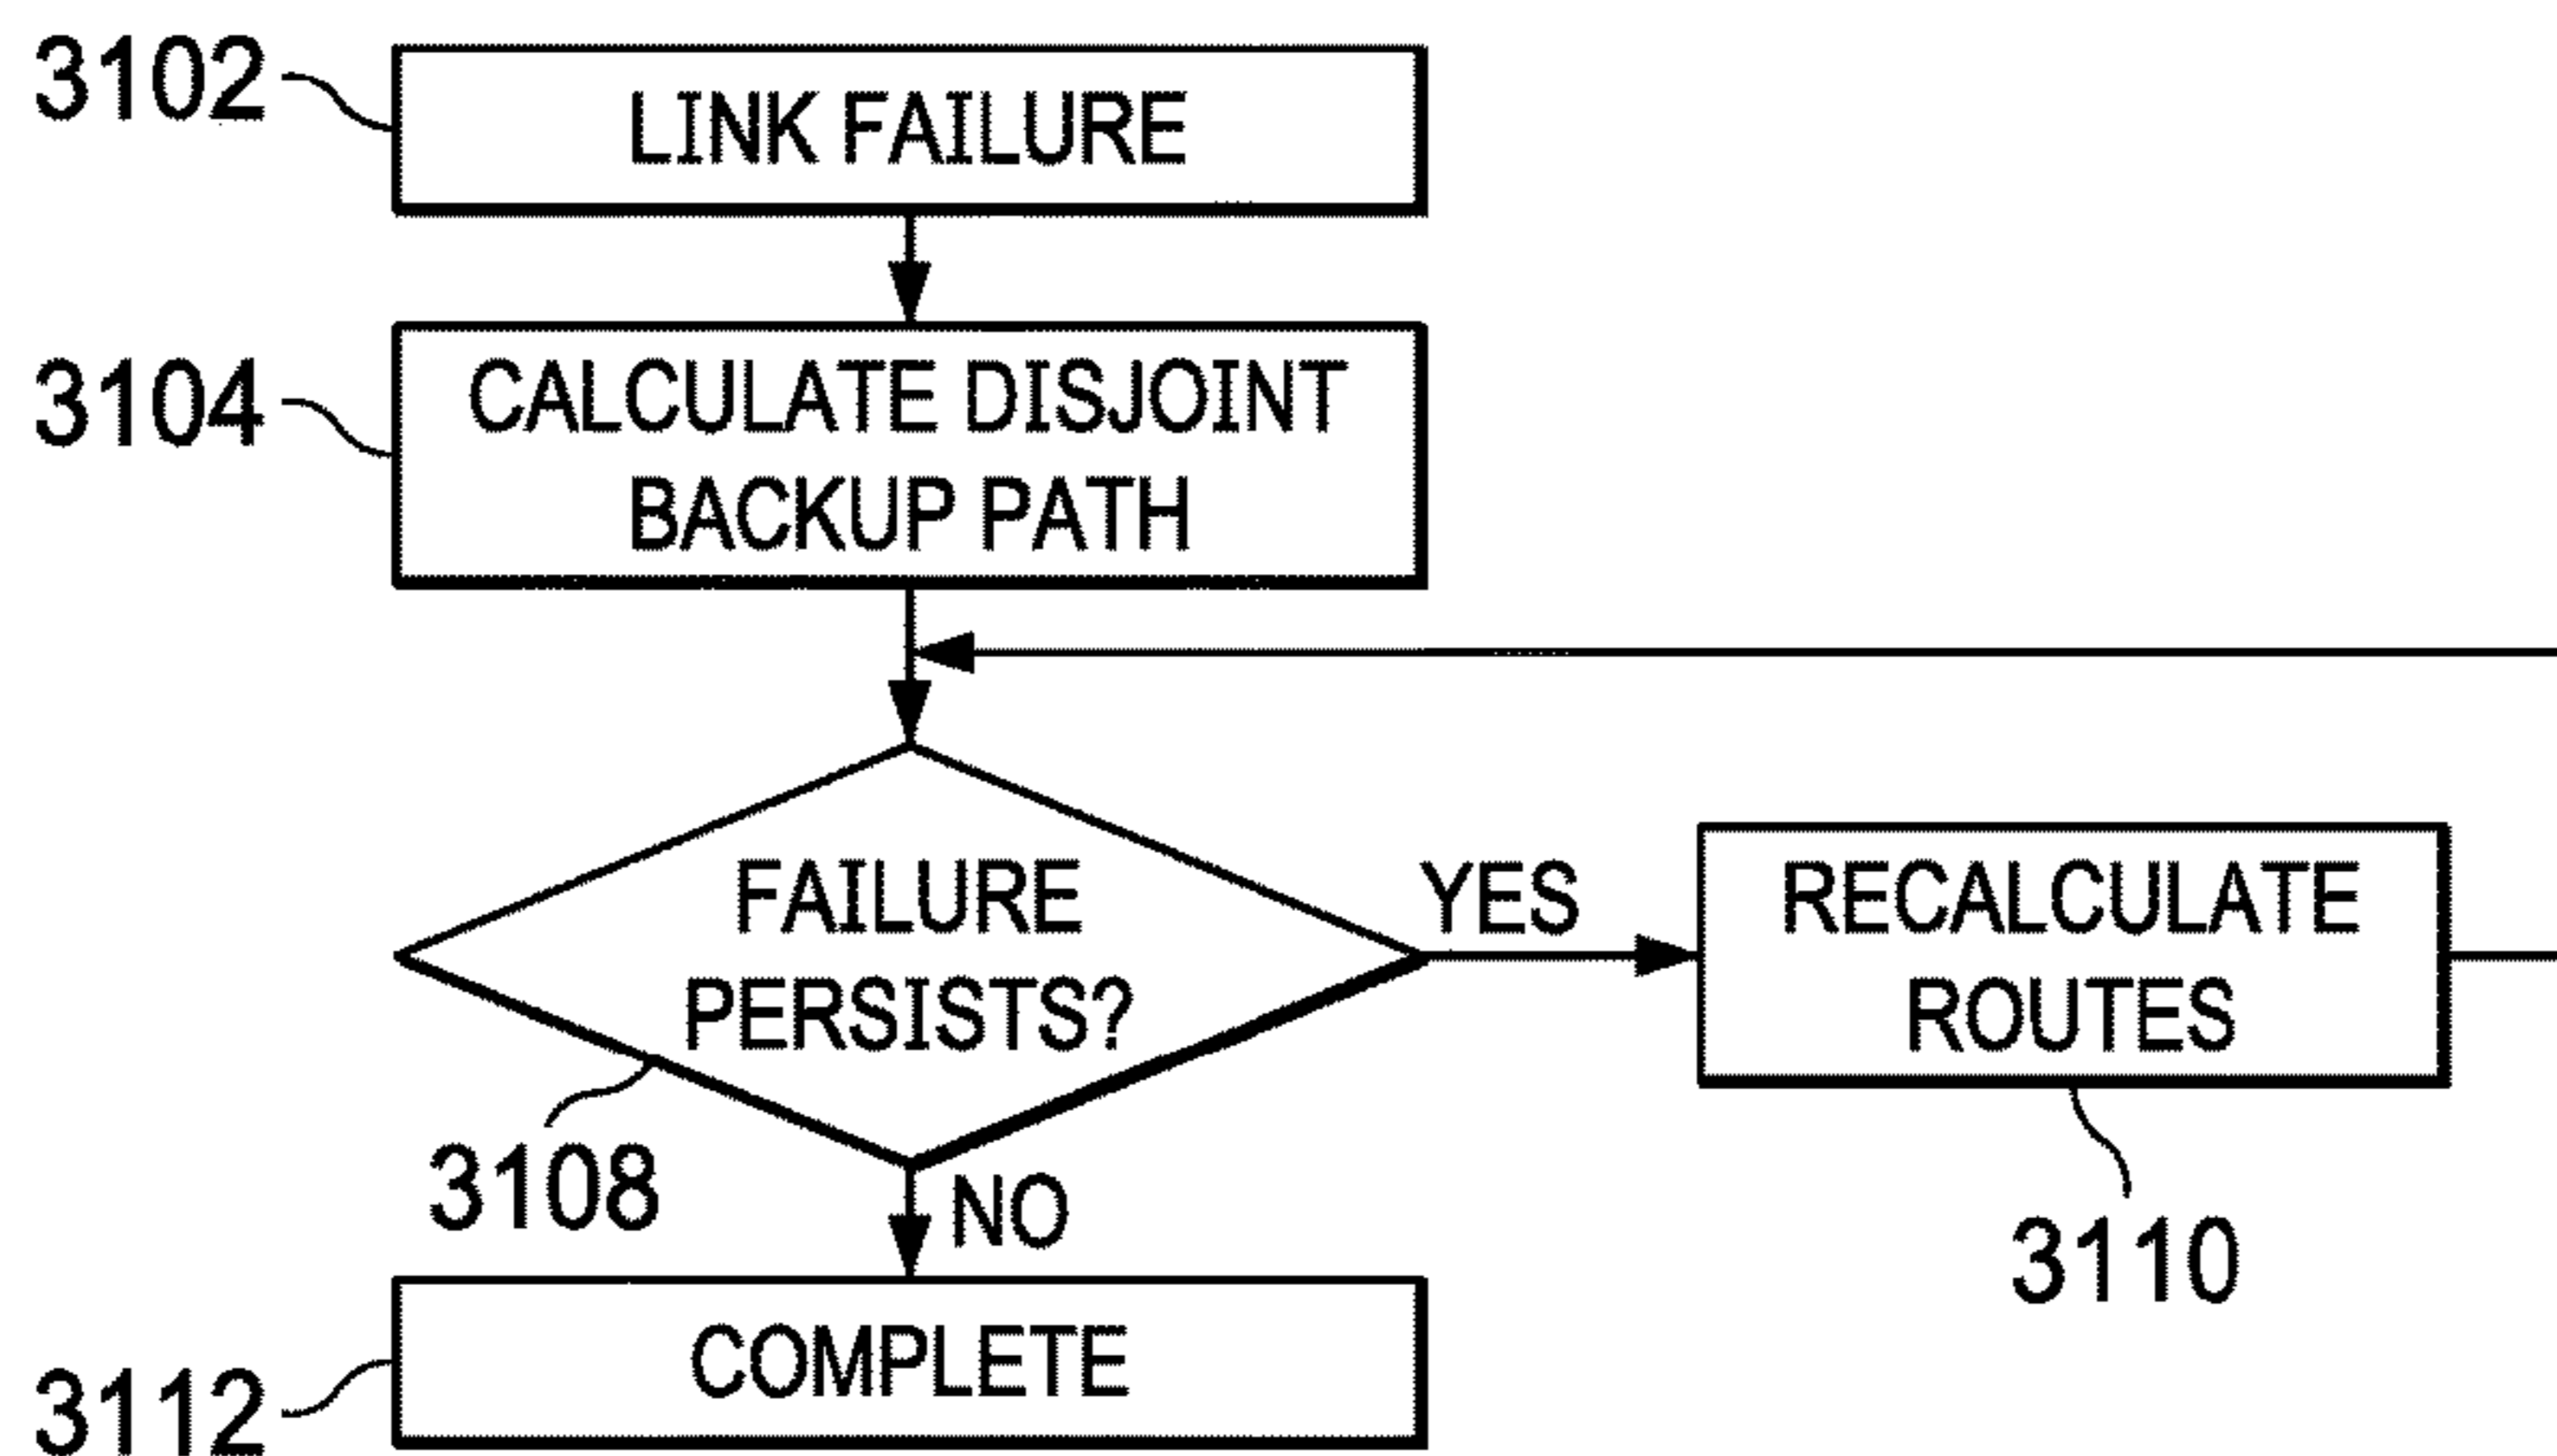 3102
LINK FAILURE
3104
CALCULATE DISJOINT
BACKUP PATH
FAILURE
PERSISTS?
YES
RECALCULATE
ROUTES
3108
NO
3110
COMPLETE
3112